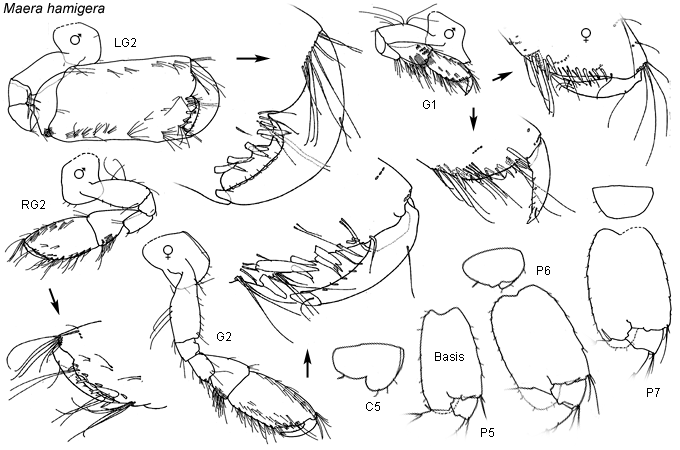 Maera hamigera
♂
LG2
♂
G1
♀
♂
RG2
♀
G2
P6
C5
Basis
P5
P7